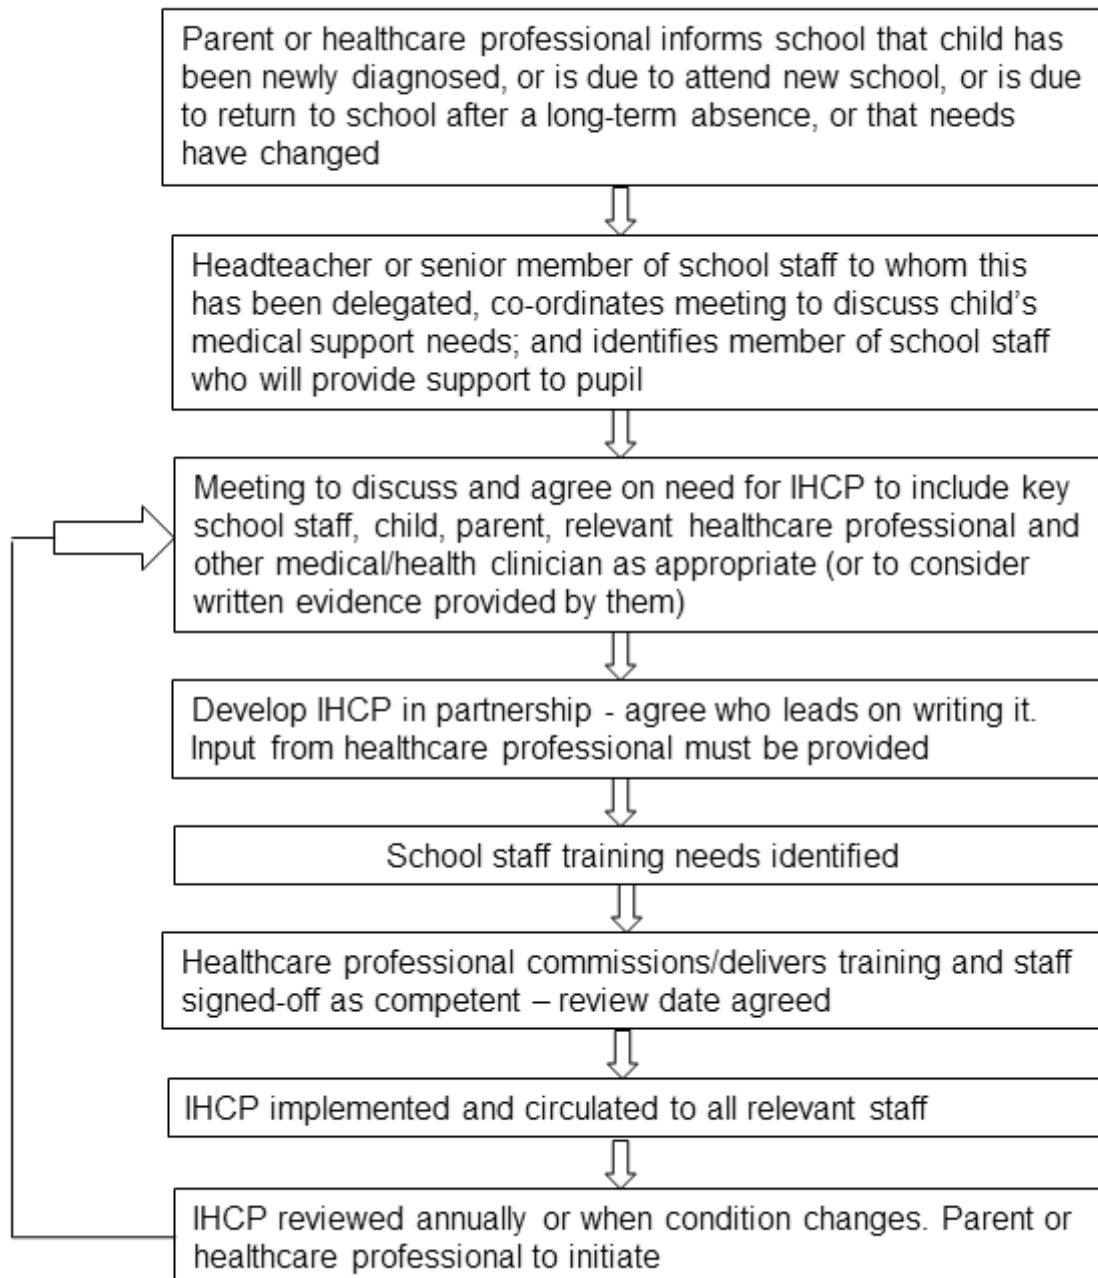 Parent or healthcare professional informs school that child has
been newly diagnosed, or is due to attend new school, or is due
to return to school after a long-term absence, or that needs
have changed
Headteacher or senior member of school staff to whom this
has been delegated, co-ordinates meeting to discuss child's
medical support needs; and identifies member of school staff
who will provide support to pupil
Meeting to discuss and agree on need for IHCP to include key
school staff, child, parent, relevant healthcare professional and
other medical/health clinician as appropriate (or to consider
written evidence provided by them)
Develop IHCP in partnership - agree who leads on writing it.
Input from healthcare professional must be provided
School staff training needs identified
Healthcare professional commissions/delivers training and staff
signed-off as competent – review date agreed
IHCP implemented and circulated to all relevant staff
IHCP reviewed annually or when condition changes. Parent or
healthcare professional to initiate